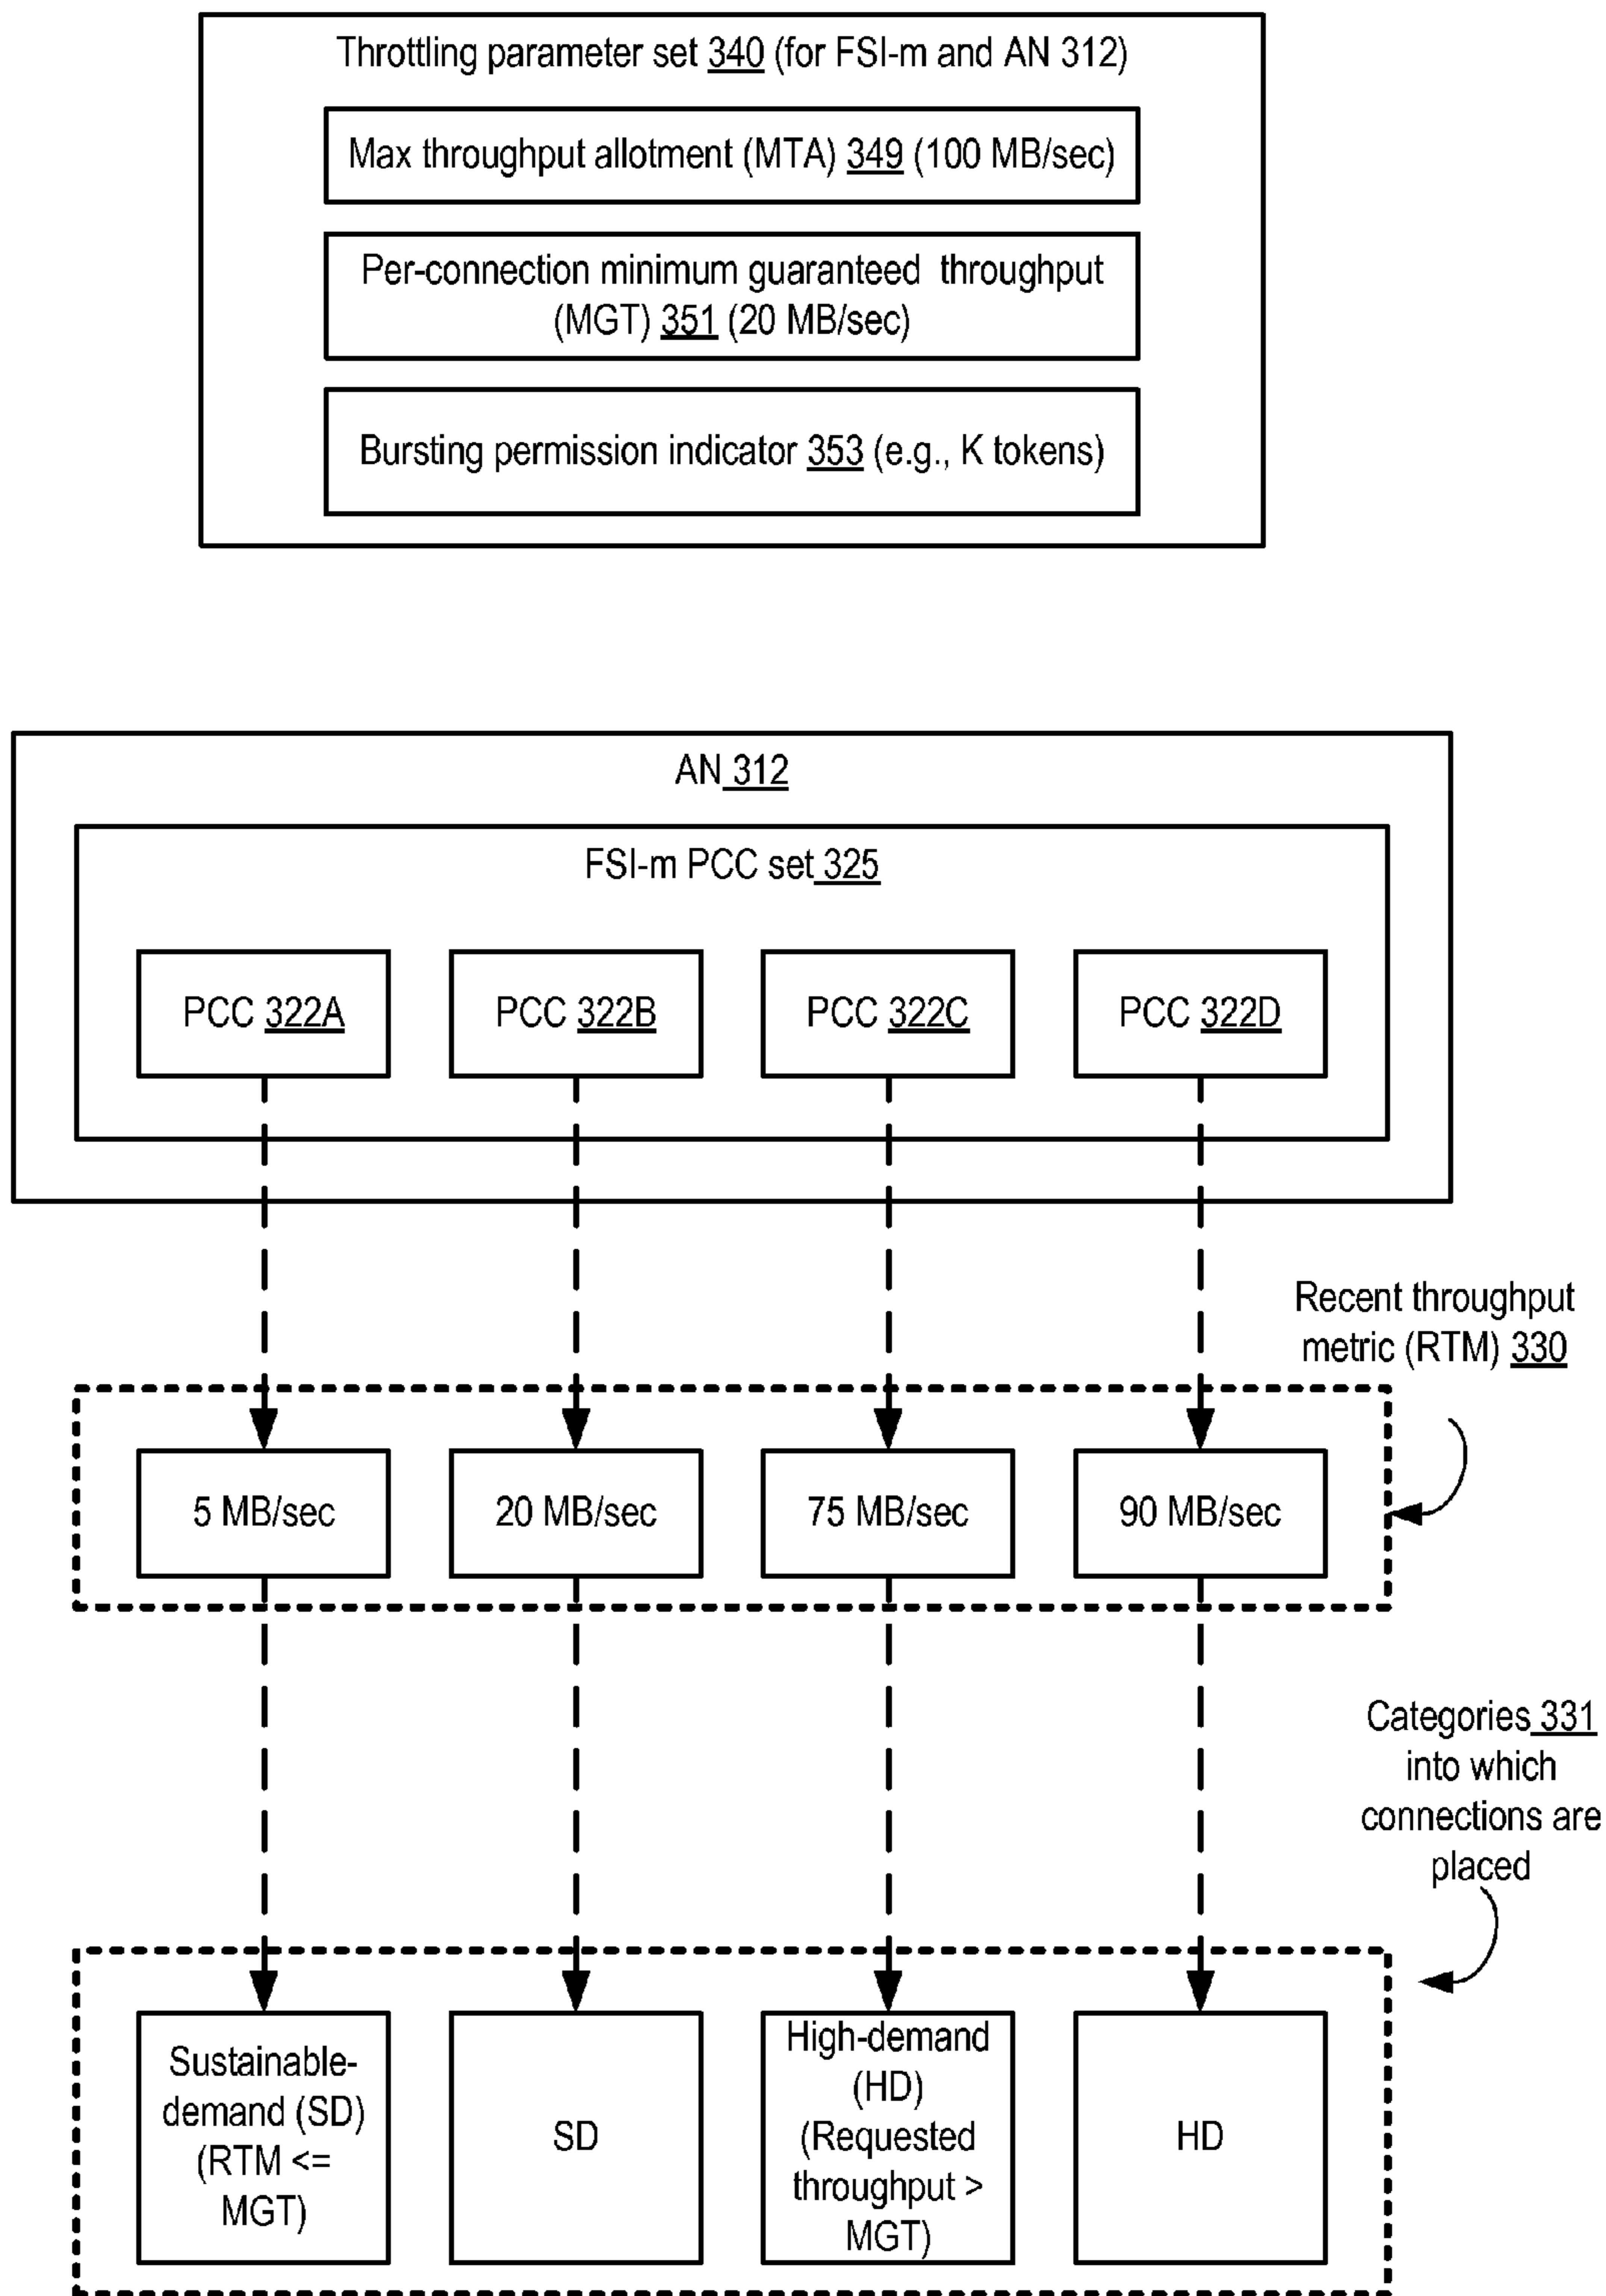 Throttling parameter set 340 (for FSI-m and AN 312)
Max throughput allotment (MTA) 349 (100 MB/sec)
Per-connection minimum guaranteed throughput
(MGT) 351 (20 MB/sec)
Bursting permission indicator 353 (e.g., K tokens)
AN 312
FSI-m PCC set 325
PCC 322A
PCC 322B
PCC 322C
PCC 322D
Recent throughput
metric (RTM) 330
5 MB/sec
20 MB/sec
75 MB/sec
90 MB/sec
Categories 331
into which
connections are
placed
Sustainable-
demand (SD)
(RTM <=
MGT)
SD
High-demand
(HD)
(Requested
throughput >
MGT)
HD